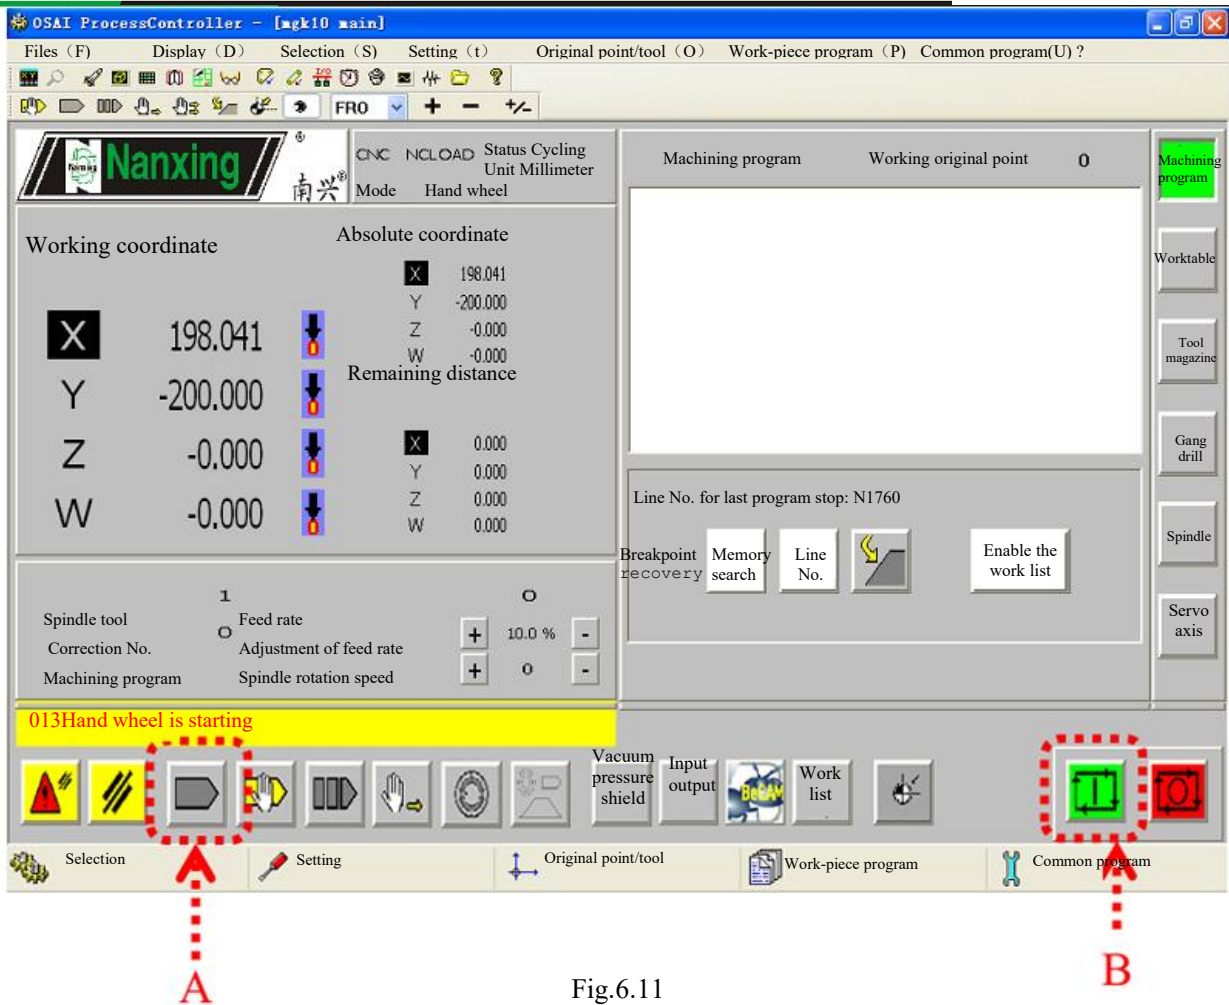 OSAI ProcessController - [mgk10 main]
Files（F） Display（D） Selection（S） Setting（t） Original point/tool（O） Work-piece program（P） Common program(U) ?
FRO + - +/-
Nanxing ®
南兴®
CNC NCLOAD Status Cycling
Unit Millimeter
Mode Hand wheel
Working coordinate
X 198.041
Y -200.000
Z -0.000
W -0.000
Absolute coordinate
X 198.041
Y -200.000
Z -0.000
W -0.000
Remaining distance
X 0.000
Y 0.000
Z 0.000
W 0.000
1 0
Spindle tool Feed rate
0
Correction No. Adjustment of feed rate + 10.0 % -
Machining program Spindle rotation speed + 0 -
013Hand wheel is starting
Machining program Working original point 0
Line No. for last program stop: N1760
Breakpoint
recovery
Memory
search
Line
No.
Enable the
work list
Machining
program
Worktable
Tool
magazine
Gang
drill
Spindle
Servo
axis
Vacuum
pressure
shield
Input
output
BeCAM
Work
list
Selection Setting Original point/tool Work-piece program Common program
A
B
Fig.6.11